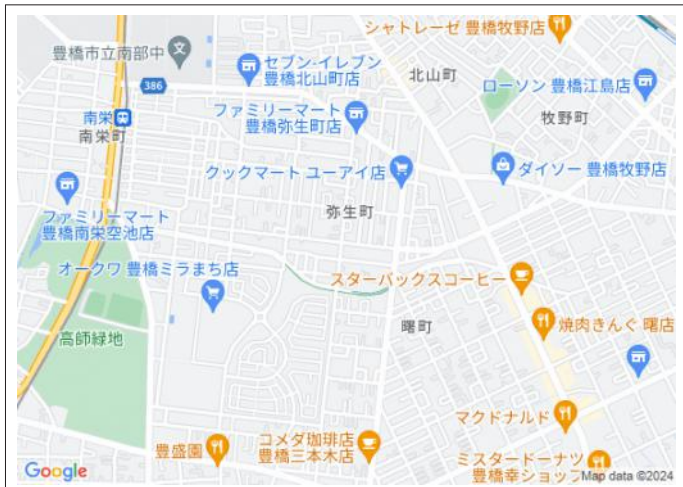 シャトレーゼ 豊橋牧野店
豊橋市立南部中
セブン-イレブン
豊橋北山町店
北山町
ローソン 豊橋江島店
386
南栄
南栄町
ファミリーマート
豊橋弥生町店
牧野町
クックマート ユーアイ店
ダイソー 豊橋牧野店
ファミリーマート
豊橋南栄空池店
弥生町
オークワ 豊橋ミラまち店
スターバックスコーヒー
曙町
焼肉きんぐ 曙店
高師緑地
マクドナルド
豊盛園
コメダ珈琲店
豊橋三本木店
ミスタードーナツ
豊橋幸ショップ
Google
Map data ©2024